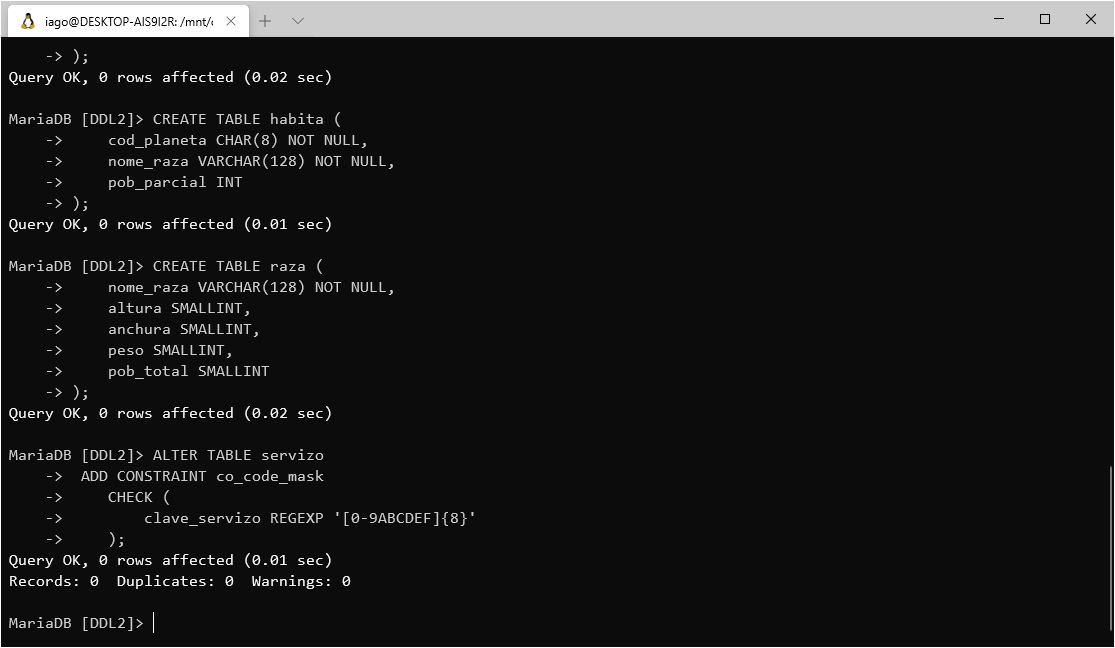 iago@DESKTOP-AIS9I2R: /mnt/c
-> );
Query OK, 0 rows affected (0.02 sec)
MariaDB [DDL2]> CREATE TABLE habita (
->     cod_planeta CHAR(8) NOT NULL,
->     nome_raza VARCHAR(128) NOT NULL,
->     pob_parcial INT
-> );
Query OK, 0 rows affected (0.01 sec)
MariaDB [DDL2]> CREATE TABLE raza (
->     nome_raza VARCHAR(128) NOT NULL,
->     altura SMALLINT,
->     anchura SMALLINT,
->     peso SMALLINT,
->     pob_total SMALLINT
-> );
Query OK, 0 rows affected (0.02 sec)
MariaDB [DDL2]> ALTER TABLE servizo
->  ADD CONSTRAINT co_code_mask
->     CHECK (
->         clave_servizo REGEXP '[0-9ABCDEF]{8}'
->     );
Query OK, 0 rows affected (0.01 sec)
Records: 0  Duplicates: 0  Warnings: 0
MariaDB [DDL2]>